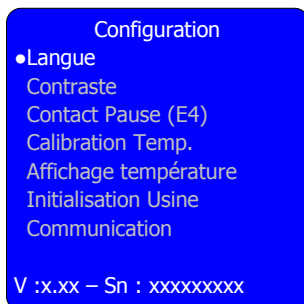 Configuration
●Langue
Contraste
Contact Pause (E4)
Calibration Temp.
Affichage température
Initialisation Usine
Communication
V :x.xx – Sn : xxxxxxxxx